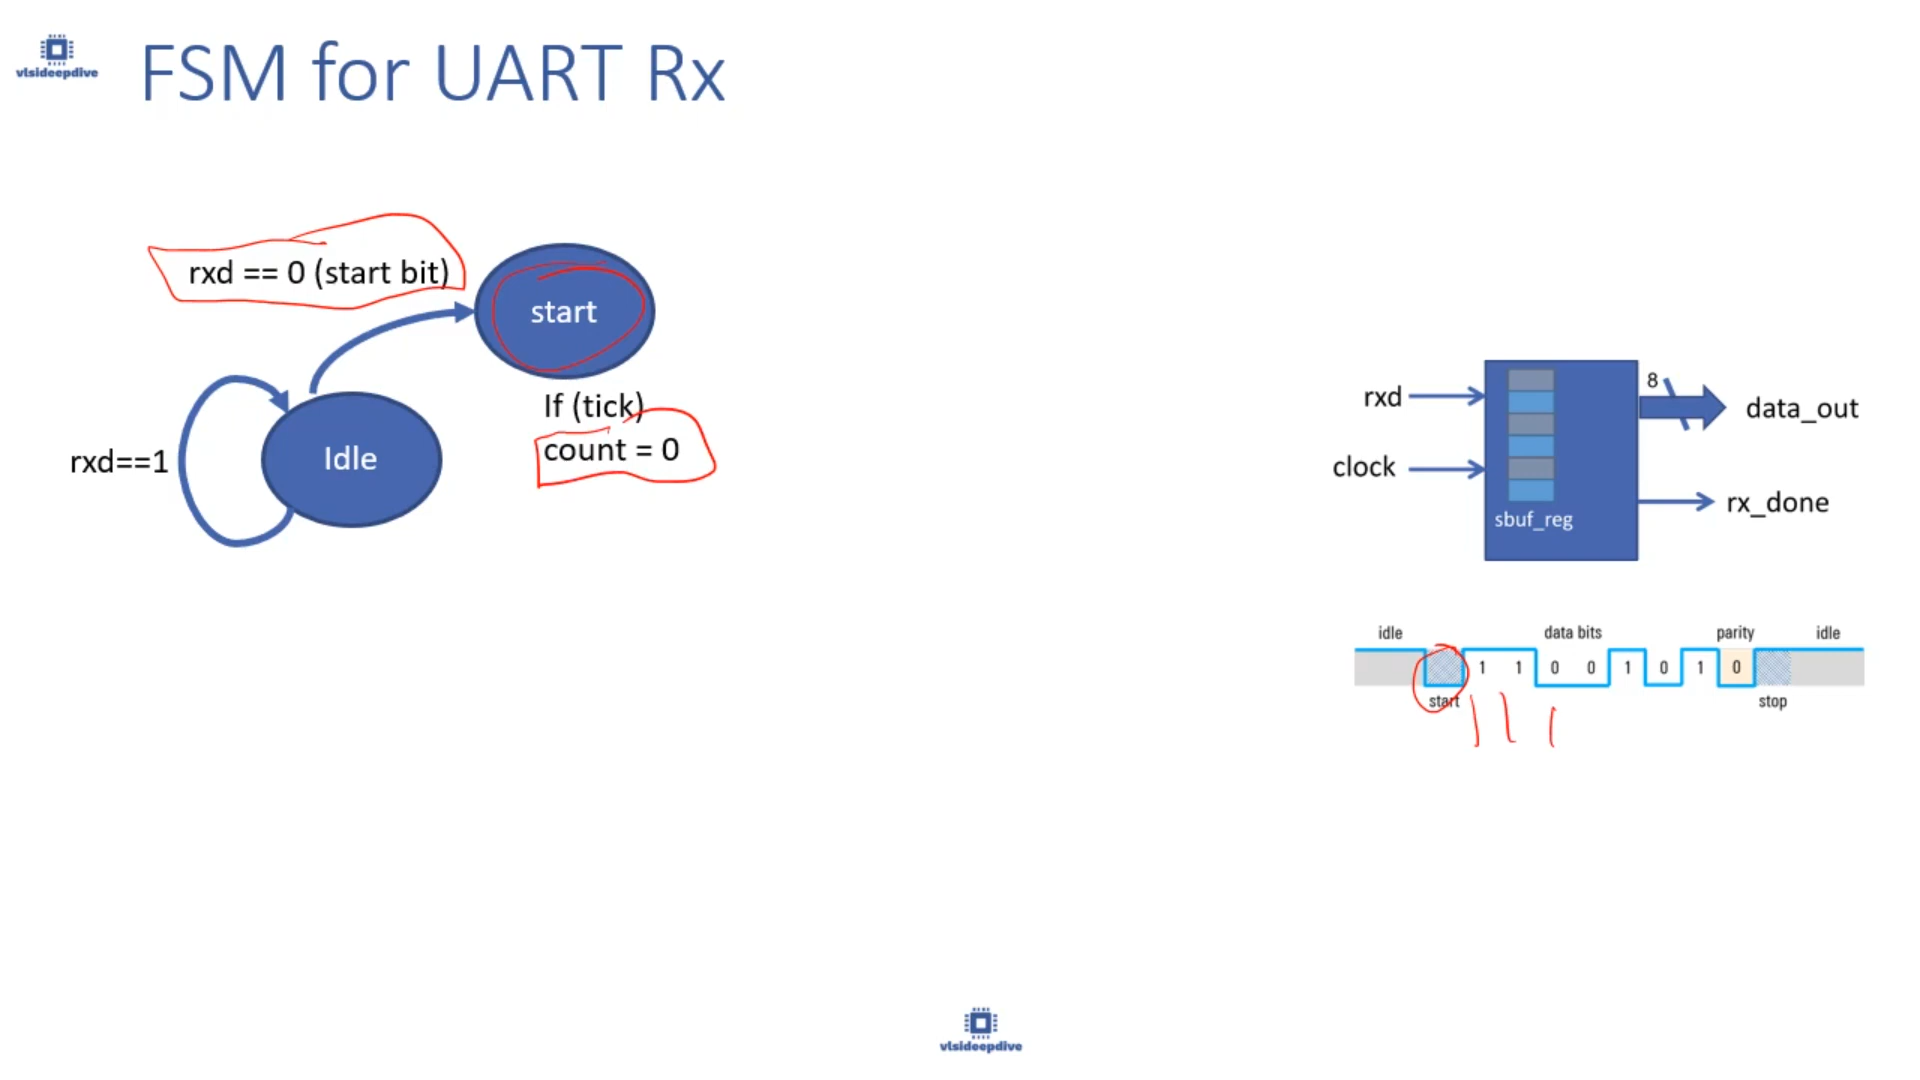 vlsideepdive
FSM for UART Rx
rxd == 0 (start bit)
start
If (tick)
count = 0
Idle
rxd==1
rxd
clock
8
data_out
rx_done
sbuf_reg
idle data bits parity idle
1 1 0 0 1 0 1 0
start stop
vlsideepdive